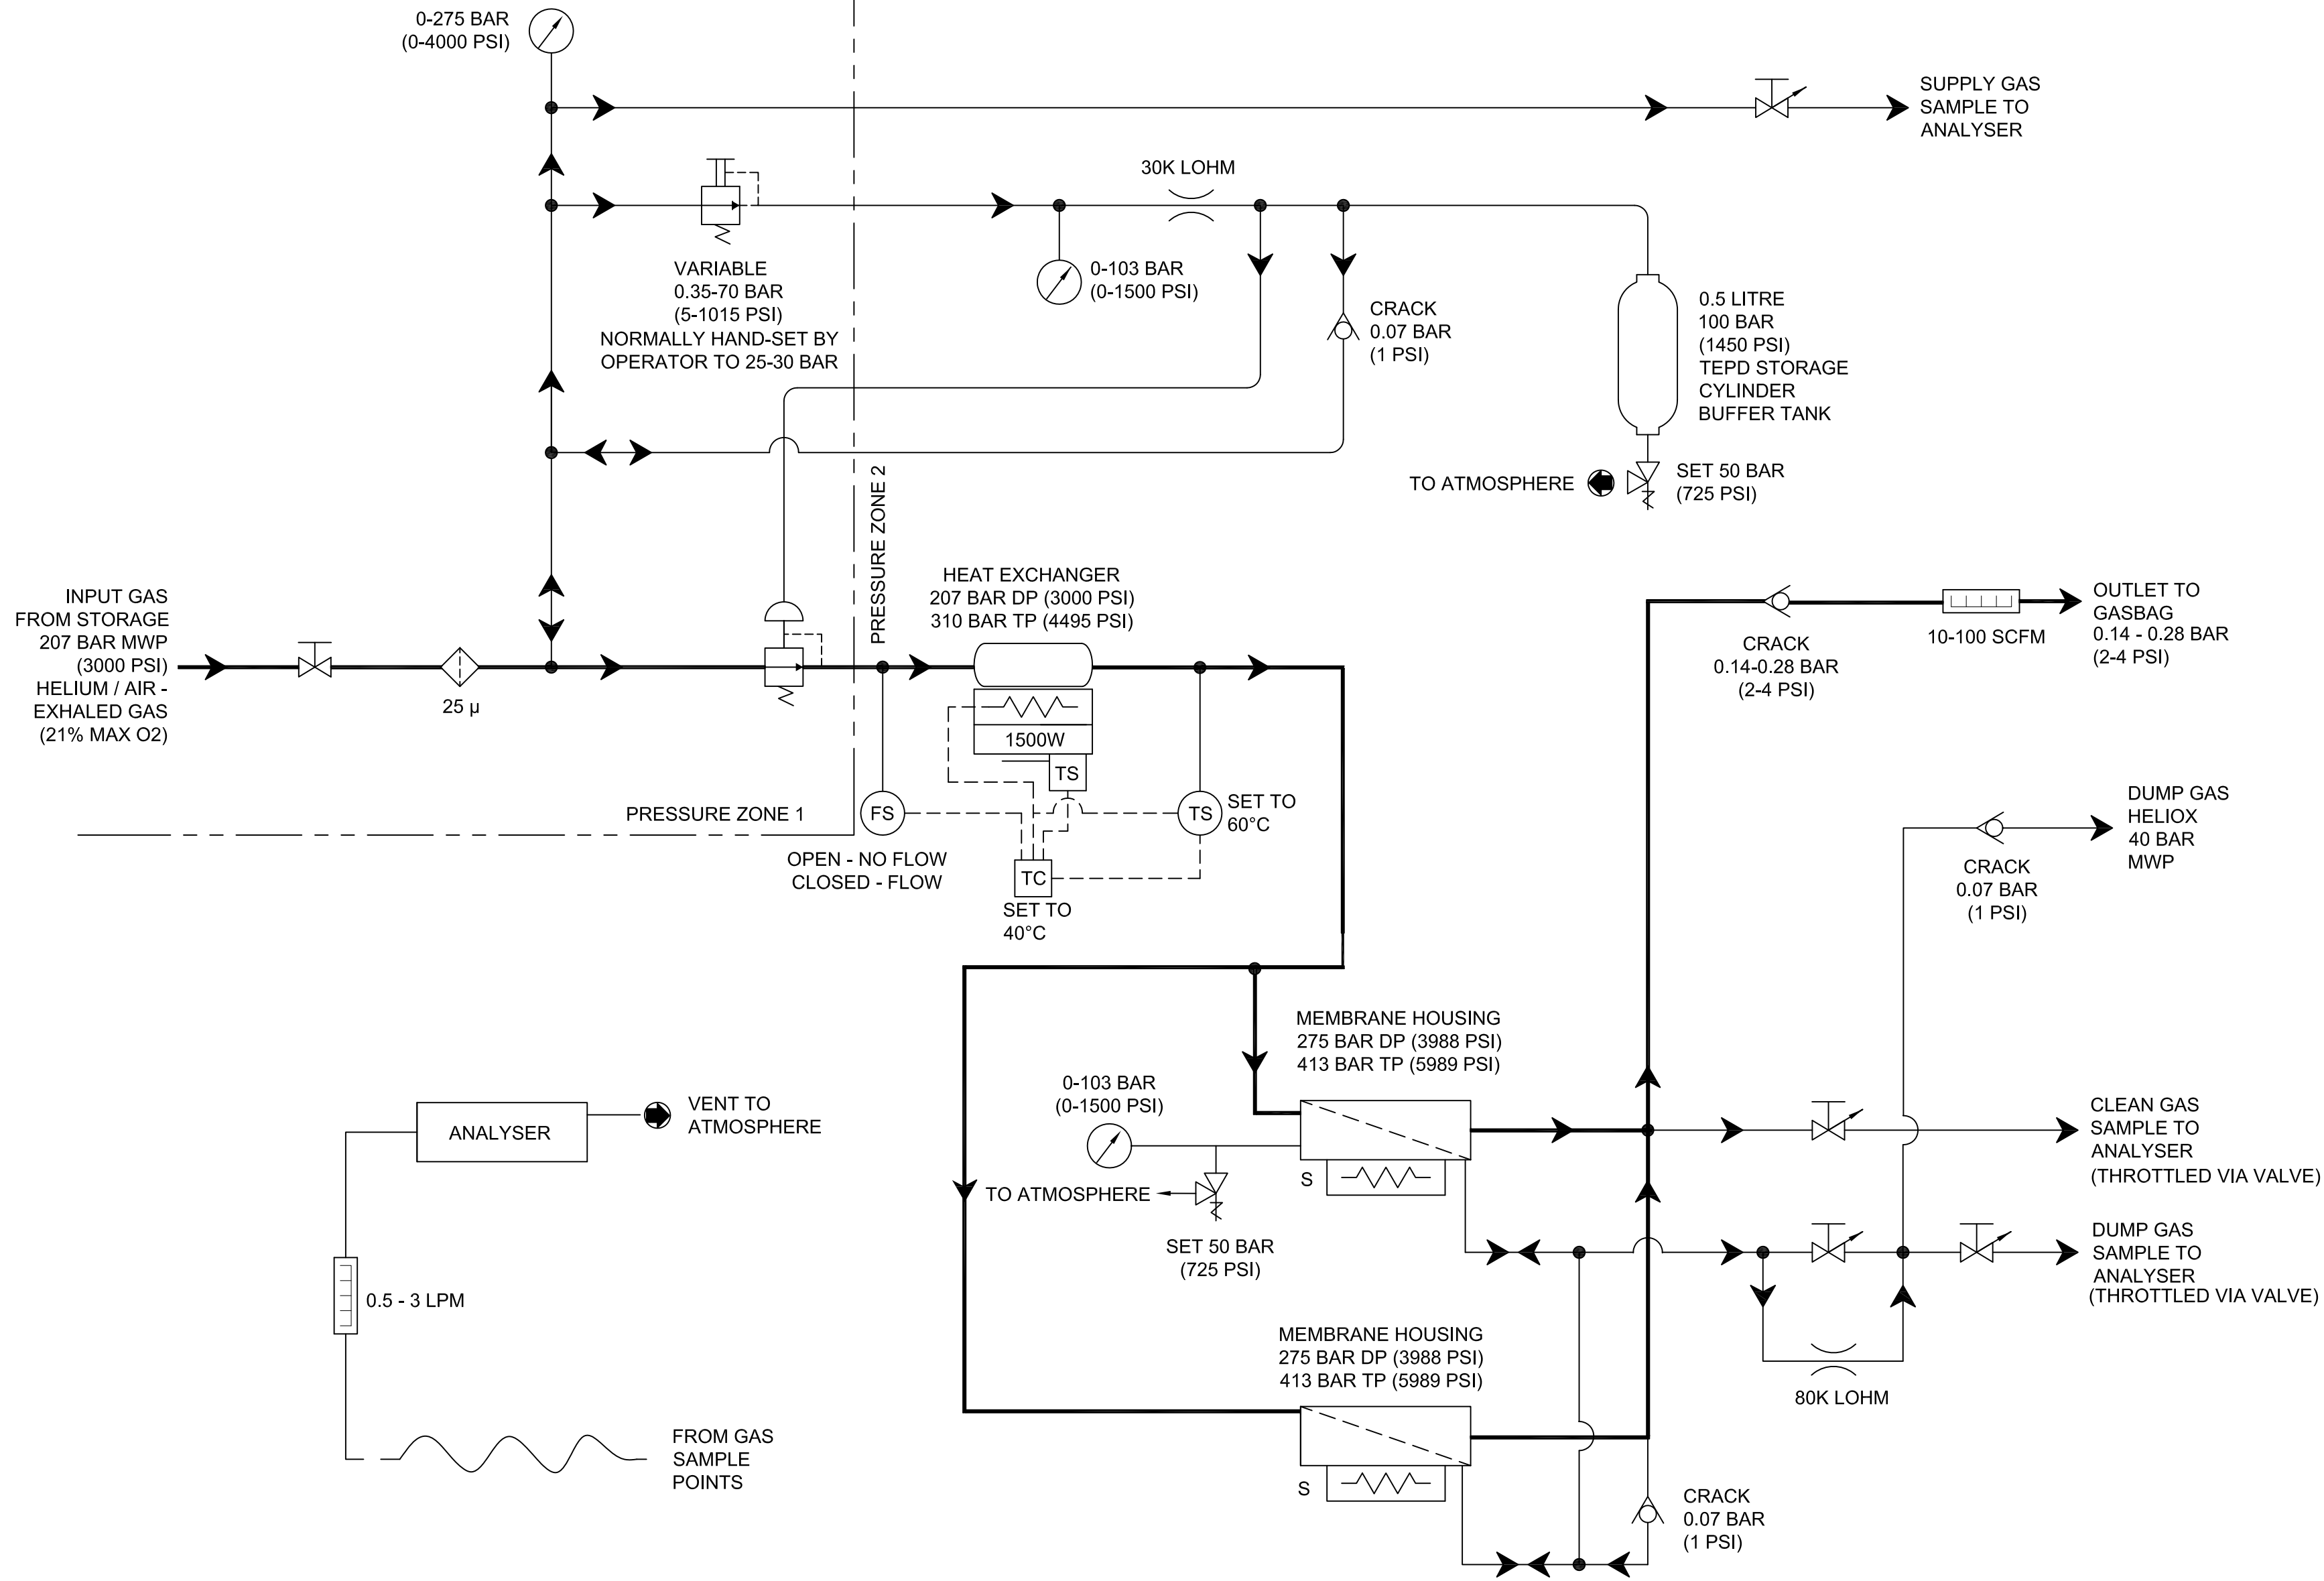 0-275 BAR
(0-4000 PSI)
SUPPLY GAS
SAMPLE TO
ANALYSER
30K LOHM
VARIABLE
0.35-70 BAR
(5-1015 PSI)
NORMALLY HAND-SET BY
OPERATOR TO 25-30 BAR
0-103 BAR
(0-1500 PSI)
CRACK
0.07 BAR
(1 PSI)
0.5 LITRE
100 BAR
(1450 PSI)
TEPD STORAGE
CYLINDER
BUFFER TANK
TO ATMOSPHERE
SET 50 BAR
(725 PSI)
PRESSURE ZONE 2
INPUT GAS
FROM STORAGE
207 BAR MWP
(3000 PSI)
HELIUM / AIR -
EXHALED GAS
(21% MAX O2)
25 µ
HEAT EXCHANGER
207 BAR DP (3000 PSI)
310 BAR TP (4495 PSI)
1500W
TS
FS
TS
SET TO
60°C
PRESSURE ZONE 1
OPEN - NO FLOW
CLOSED - FLOW
TC
SET TO
40°C
CRACK
0.14-0.28 BAR
(2-4 PSI)
10-100 SCFM
OUTLET TO
GASBAG
0.14 - 0.28 BAR
(2-4 PSI)
DUMP GAS
HELIOX
40 BAR
MWP
CRACK
0.07 BAR
(1 PSI)
MEMBRANE HOUSING
275 BAR DP (3988 PSI)
413 BAR TP (5989 PSI)
0-103 BAR
(0-1500 PSI)
TO ATMOSPHERE
S
SET 50 BAR
(725 PSI)
CLEAN GAS
SAMPLE TO
ANALYSER
(THROTTLED VIA VALVE)
DUMP GAS
SAMPLE TO
ANALYSER
(THROTTLED VIA VALVE)
80K LOHM
MEMBRANE HOUSING
275 BAR DP (3988 PSI)
413 BAR TP (5989 PSI)
S
CRACK
0.07 BAR
(1 PSI)
ANALYSER
VENT TO
ATMOSPHERE
0.5 - 3 LPM
FROM GAS
SAMPLE
POINTS